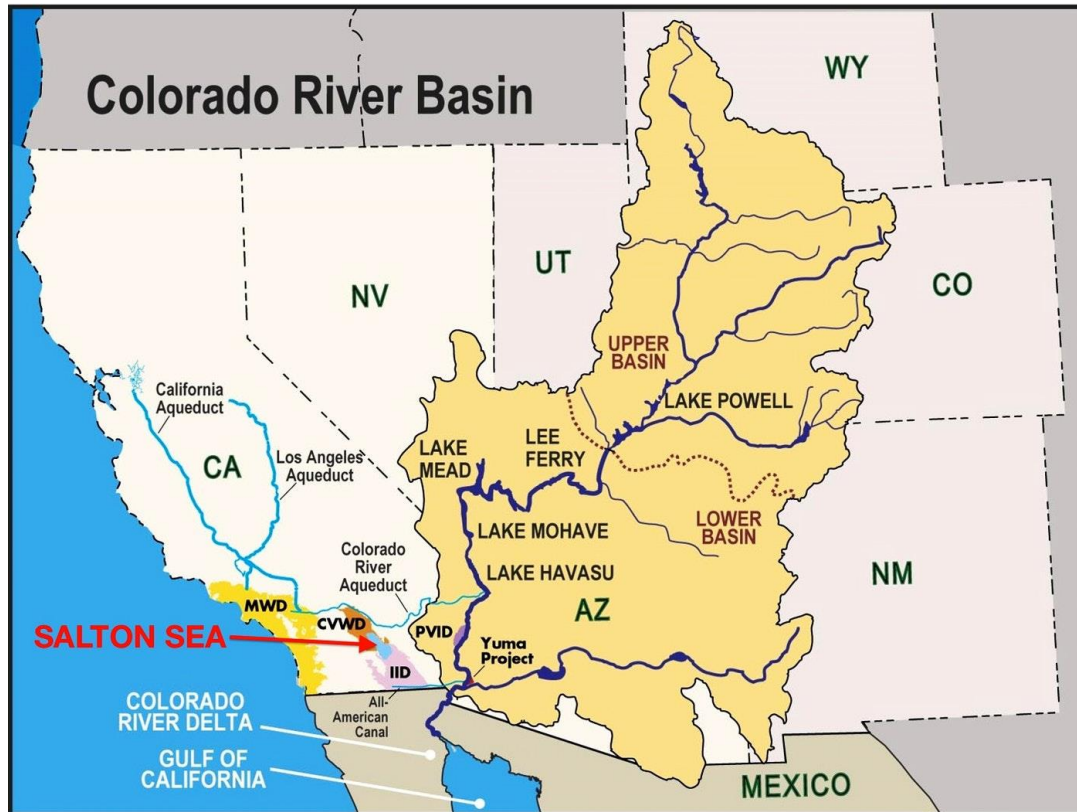 Colorado River Basin
WY
UT
CO
NV
UPPER
BASIN
California
Aqueduct
LAKE POWELL
LAKE
MEAD
LEE
FERRY
CA
Los Angeles
Aqueduct
LOWER
BASIN
LAKE MOHAVE
Colorado
River
Aqueduct
LAKE HAVASU
NM
AZ
MWD
CVWD
PVID
SALTON SEA
Yuma
Project
IID
All-
American
Canal
COLORADO
RIVER DELTA
GULF OF
CALIFORNIA
MEXICO